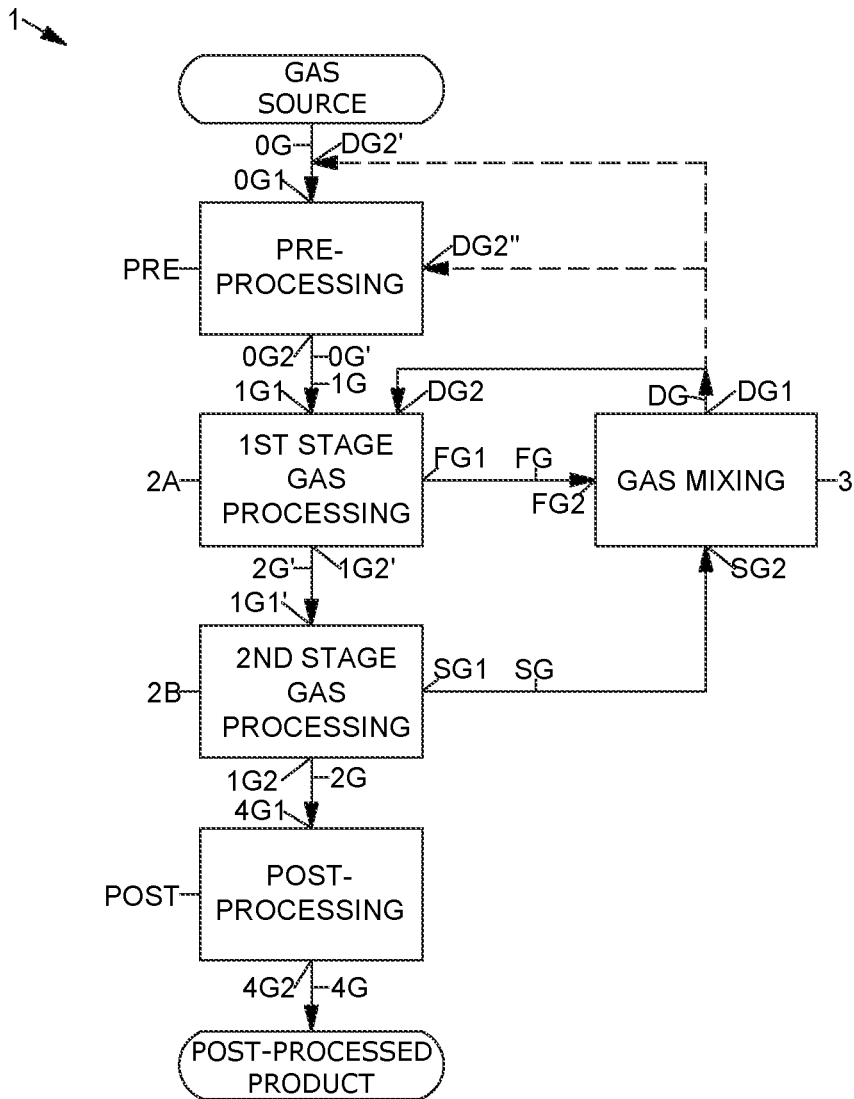 1
GAS
SOURCE
0G
DG2'
0G1
PRE
PRE-
PROCESSING
DG2"
0G2
0G'
1G
1G1
DG2
DG
DG1
2A
1ST STAGE
GAS
PROCESSING
FG1
FG
FG2
GAS MIXING
3
2G'
1G2'
SG2
1G1'
2B
2ND STAGE
GAS
PROCESSING
SG1
SG
1G2
2G
4G1
POST
POST-
PROCESSING
4G2
4G
POST-PROCESSED
PRODUCT